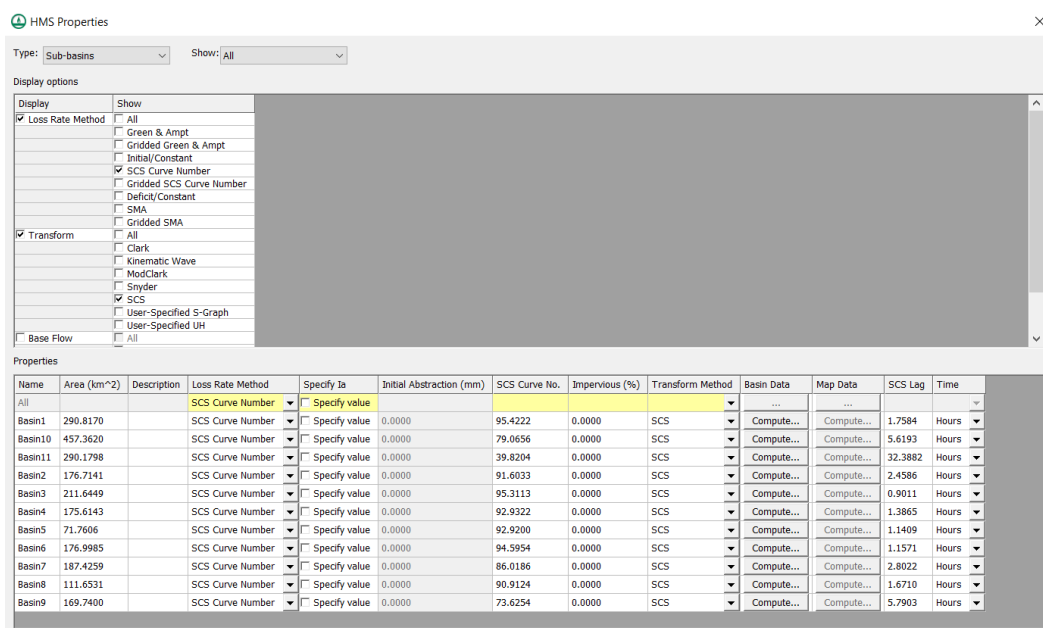 HMS Properties
Type: Sub-basins Show: All
Display options
Display Show
Loss Rate Method All
Green & Ampt
Gridded Green & Ampt
Initial/Constant
SCS Curve Number
Gridded SCS Curve Number
Deficit/Constant
SMA
Gridded SMA
Transform All
Clark
Kinematic Wave
ModClark
Snyder
SCS
User-Specified S-Graph
User-Specified UH
Base Flow All
Properties
Name Area (km^2) Description Loss Rate Method Specify Ia Initial Abstraction (mm) SCS Curve No. Impervious (%) Transform Method Basin Data Map Data SCS Lag Time
All SCS Curve Number Specify value ... ...
Basin1 290.8170 SCS Curve Number Specify value 0.0000 95.4222 0.0000 SCS Compute... Compute... 1.7584 Hours
Basin10 457.3620 SCS Curve Number Specify value 0.0000 79.0656 0.0000 SCS Compute... Compute... 5.6193 Hours
Basin11 290.1798 SCS Curve Number Specify value 0.0000 39.8204 0.0000 SCS Compute... Compute... 32.3882 Hours
Basin2 176.7141 SCS Curve Number Specify value 0.0000 91.6033 0.0000 SCS Compute... Compute... 2.4586 Hours
Basin3 211.6449 SCS Curve Number Specify value 0.0000 95.3113 0.0000 SCS Compute... Compute... 0.9011 Hours
Basin4 175.6143 SCS Curve Number Specify value 0.0000 92.9322 0.0000 SCS Compute... Compute... 1.3865 Hours
Basin5 71.7606 SCS Curve Number Specify value 0.0000 92.9200 0.0000 SCS Compute... Compute... 1.1409 Hours
Basin6 176.9985 SCS Curve Number Specify value 0.0000 94.5954 0.0000 SCS Compute... Compute... 1.1571 Hours
Basin7 187.4259 SCS Curve Number Specify value 0.0000 86.0186 0.0000 SCS Compute... Compute... 2.8022 Hours
Basin8 111.6531 SCS Curve Number Specify value 0.0000 90.9124 0.0000 SCS Compute... Compute... 1.6710 Hours
Basin9 169.7400 SCS Curve Number Specify value 0.0000 73.6254 0.0000 SCS Compute... Compute... 5.7903 Hours